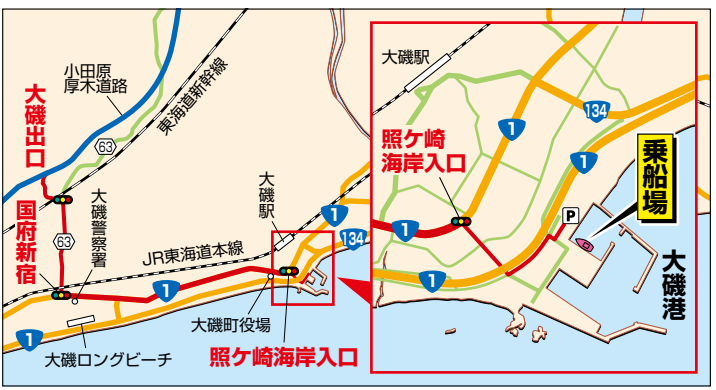 小田原
厚木道路
東海道新幹線
大磯出口
63
国府新宿
63
大磯警察署
JR東海道本線
大磯駅
1
134
1
1
大磯町役場
大磯ロングビーチ
照ケ崎海岸入口
大磯駅
134
1
1
照ケ崎
海岸入口
1
1
P
乗船場
大磯港